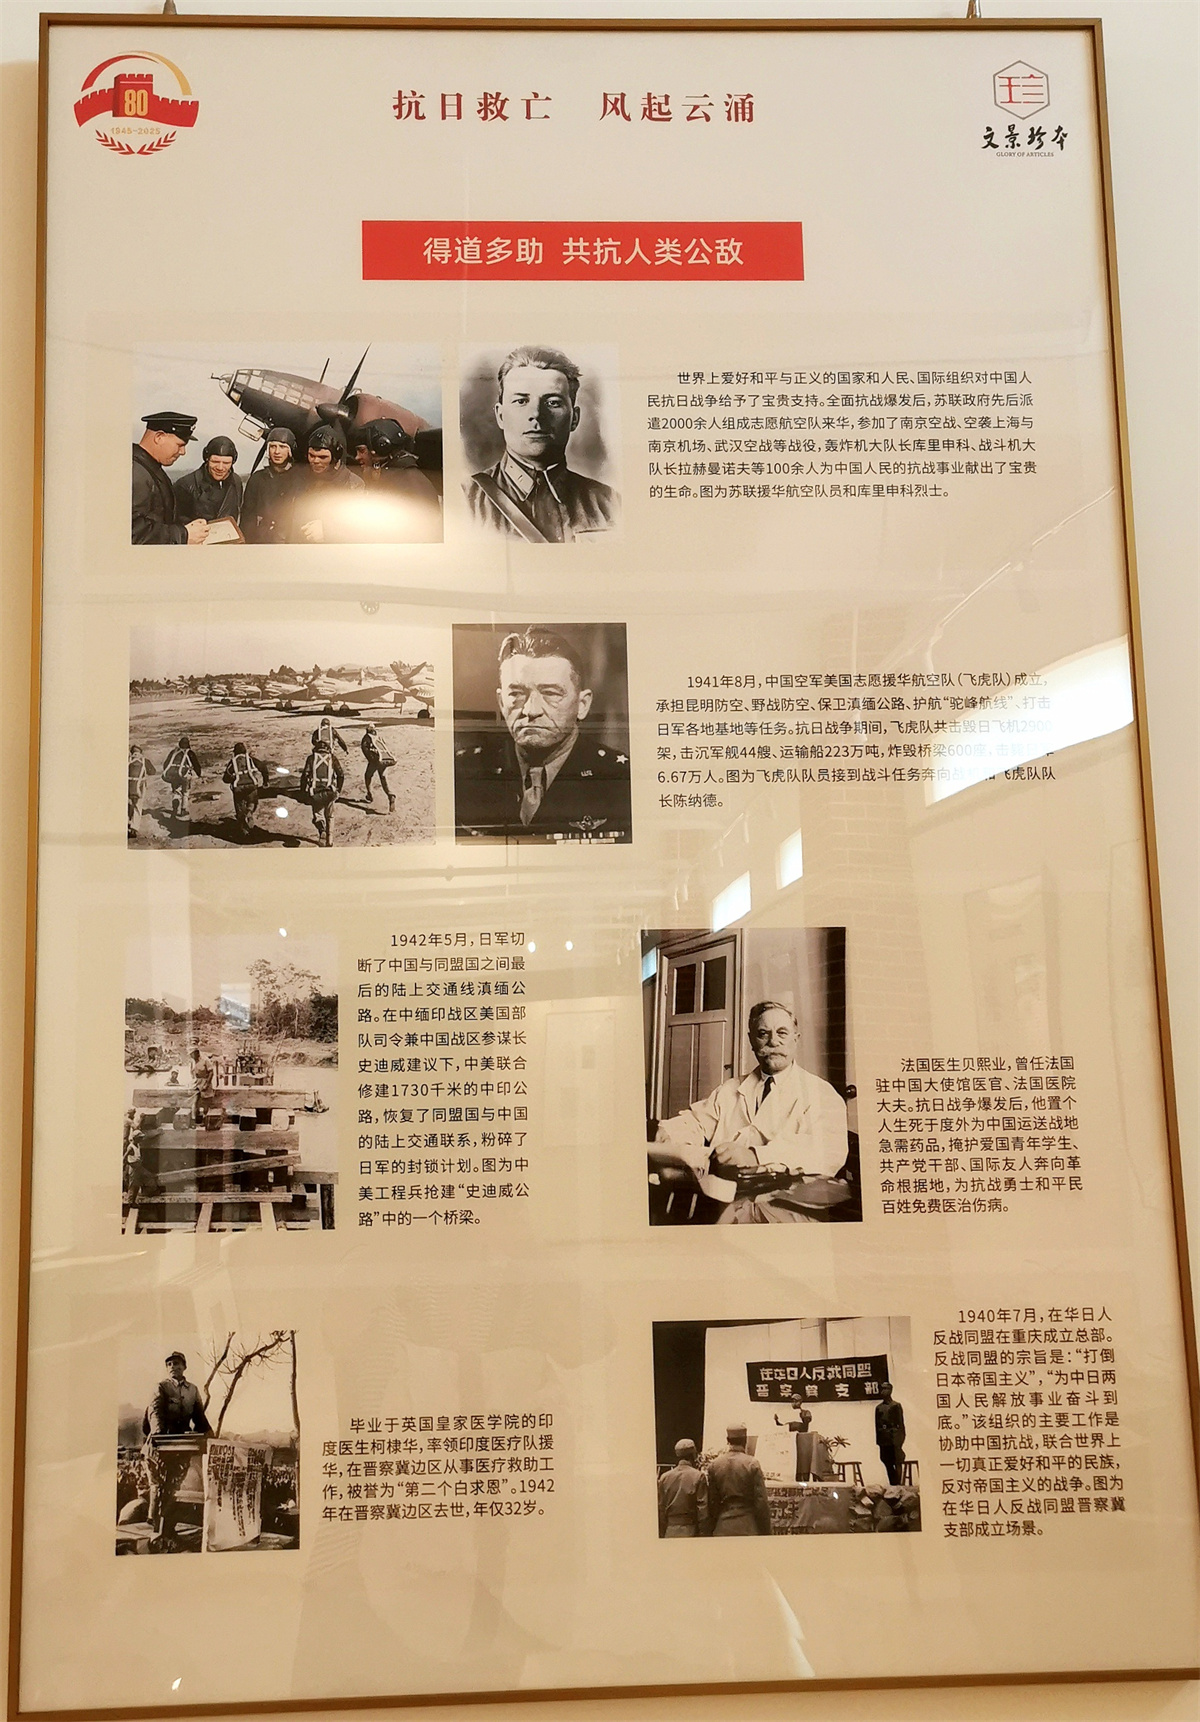 80
1945-2025
抗日救亡 风起云涌
文景珍本
GLORY OF ARTICLES
得道多助 共抗人类公敌
世界上爱好和平与正义的国家和人民、国际组织对中国人
民抗日战争给予了宝贵支持。全面抗战爆发后,苏联政府先后派
遣2000余人组成志愿航空队来华,参加了南京空战、空袭上海与
南京机场、武汉空战等战役,轰炸机大队长库里申科、战斗机大
队长拉赫曼诺夫等100余人为中国人民的抗战事业献出了宝贵
的生命。图为苏联援华航空队员和库里申科烈士。
1941年8月,中国空军美国志愿援华航空队(飞虎队)成立,
承担昆明防空、野战防空、保卫滇缅公路、护航“驼峰航线”、打击
日军各地基地等任务。抗日战争期间,飞虎队共击毁日飞机2900
架,击沉军舰44艘、运输船223万吨,炸毁桥梁600座,击毙日军
6.67万人。图为飞虎队队员接到战斗任务奔向战机和飞虎队队
长陈纳德。
1942年5月,日军切
断了中国与同盟国之间最
后的陆上交通线滇缅公
路。在中缅印战区美国部
队司令兼中国战区参谋长
史迪威建议下,中美联合
修建1730千米的中印公
路,恢复了同盟国与中国
的陆上交通联系,粉碎了
日军的封锁计划。图为中
美工程兵抢建“史迪威公
路”中的一个桥梁。
法国医生贝熙业,曾任法国
驻中国大使馆医官、法国医院
大夫。抗日战争爆发后,他置个
人生死于度外为中国运送战地
急需药品,掩护爱国青年学生、
共产党干部、国际友人奔向革
命根据地,为抗战勇士和平民
百姓免费医治伤病。
毕业于英国皇家医学院的印
度医生柯棣华,率领印度医疗队援
华,在晋察冀边区从事医疗救助工
作,被誉为“第二个白求恩”。1942
年在晋察冀边区去世,年仅32岁。
在华日人反战同盟
晋察冀支部
1940年7月,在华日人
反战同盟在重庆成立总部。
反战同盟的宗旨是:“打倒
日本帝国主义”,“为中日两
国人民解放事业奋斗到
底。”该组织的主要工作是
协助中国抗战,联合世界上
一切真正爱好和平的民族,
反对帝国主义的战争。图为
在华日人反战同盟晋察冀
支部成立场景。